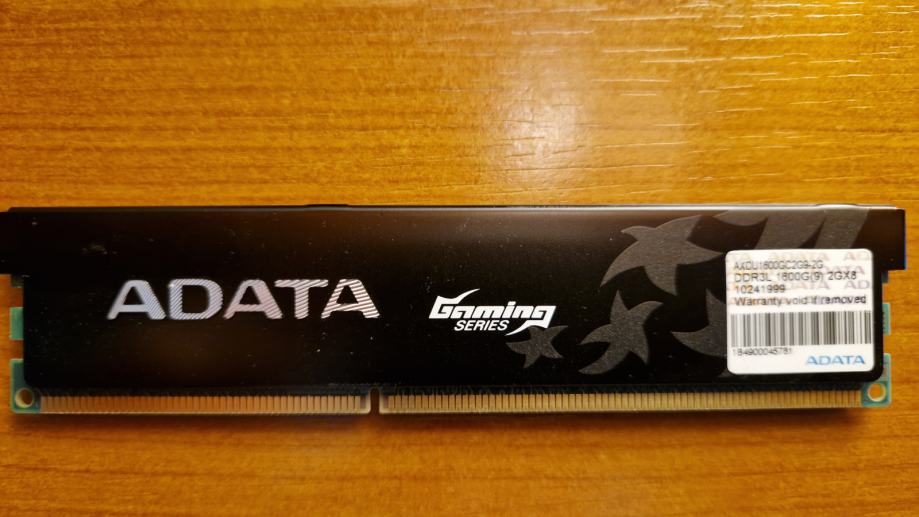 ADATA
Gaming
SERIES
AXDU1600GC2G9-2G
DDR3L 1600G(9) 2GX8
10241999
Warranty void if removed
1B4900045781
ADATA